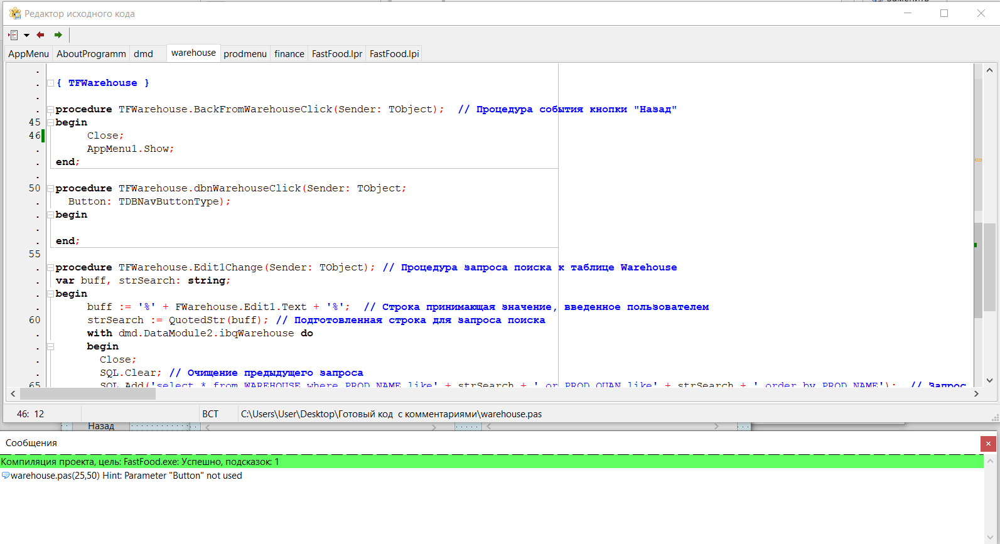 Заменить
Редактор исходного кода
AppMenu AboutProgramm dmd warehouse prodmenu finance FastFood.lpr FastFood.lpi
.
. { TFWarehouse }
.
. procedure TFWarehouse.BackFromWarehouseClick(Sender: TObject);  // Процедура события кнопки "Назад"
45 begin
46 Close;
. AppMenu1.Show;
. end;
.
50 procedure TFWarehouse.dbnWarehouseClick(Sender: TObject;
. Button: TDBNavButtonType);
. begin
.
. end;
55
. procedure TFWarehouse.Edit1Change(Sender: TObject); // Процедура запроса поиска к таблице Warehouse
. var buff, strSearch: string;
. begin
. buff := '%' + FWarehouse.Edit1.Text + '%';  // Строка принимающая значение, введенное пользователем
60 strSearch := QuotedStr(buff); // Подготовленная строка для запроса поиска
. with dmd.DataModule2.ibqWarehouse do
. begin
. Close;
. SQL.Clear; // Очищение предыдущего запроса
65 SQL.Add('select * from WAREHOUSE where PROD_NAME like' + strSearch + ' or PROD_QUAN like' + strSearch + ' order by PROD_NAME');  // Запрос
46: 12 ВСТ C:\Users\User\Desktop\Готовый код  с комментариями\warehouse.pas
Назад
Сообщения
Компиляция проекта, цель: FastFood.exe: Успешно, подсказок: 1
warehouse.pas(25,50) Hint: Parameter "Button" not used